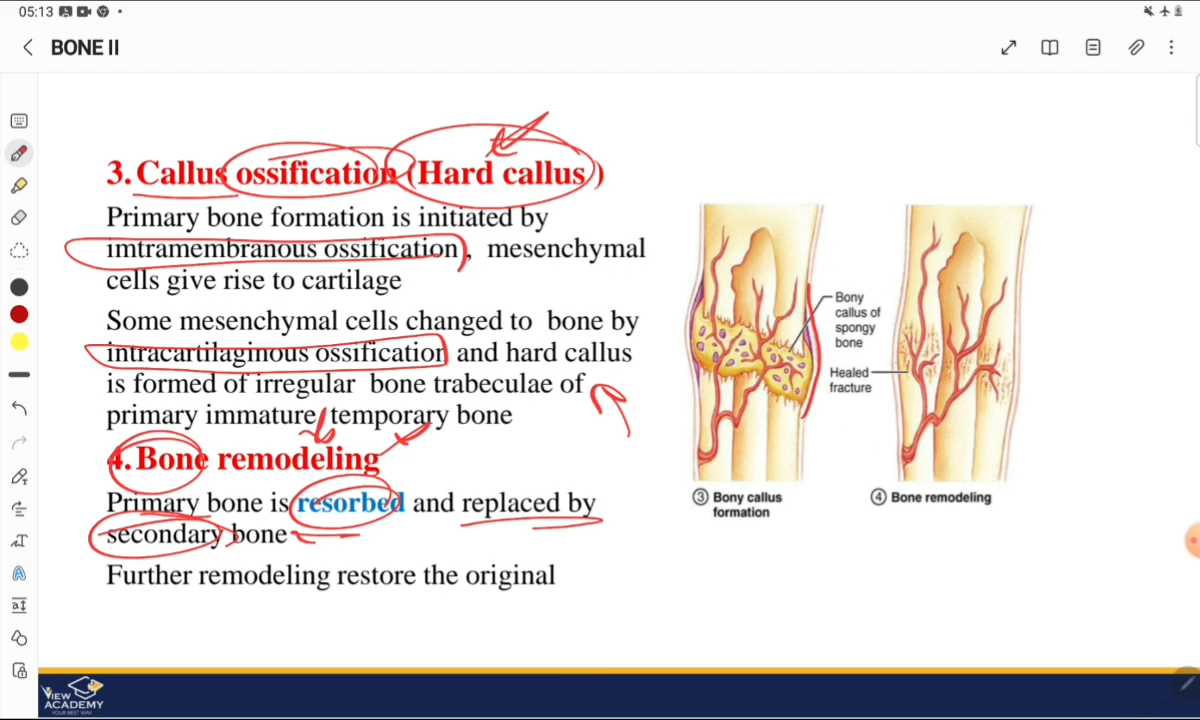 05:13
BONE II
3. Callus ossification (Hard callus)
Primary bone formation is initiated by
imtramembranous ossification, mesenchymal
cells give rise to cartilage
Some mesenchymal cells changed to bone by
intracartilaginous ossification and hard callus
is formed of irregular bone trabeculae of
primary immature, temporary bone
4. Bone remodeling
Primary bone is resorbed and replaced by
secondary bone
Further remodeling restore the original
Bony
callus of
spongy
bone
Healed
fracture
③ Bony callus
formation
④ Bone remodeling
VIEW
ACADEMY
YOUR BEST WAY